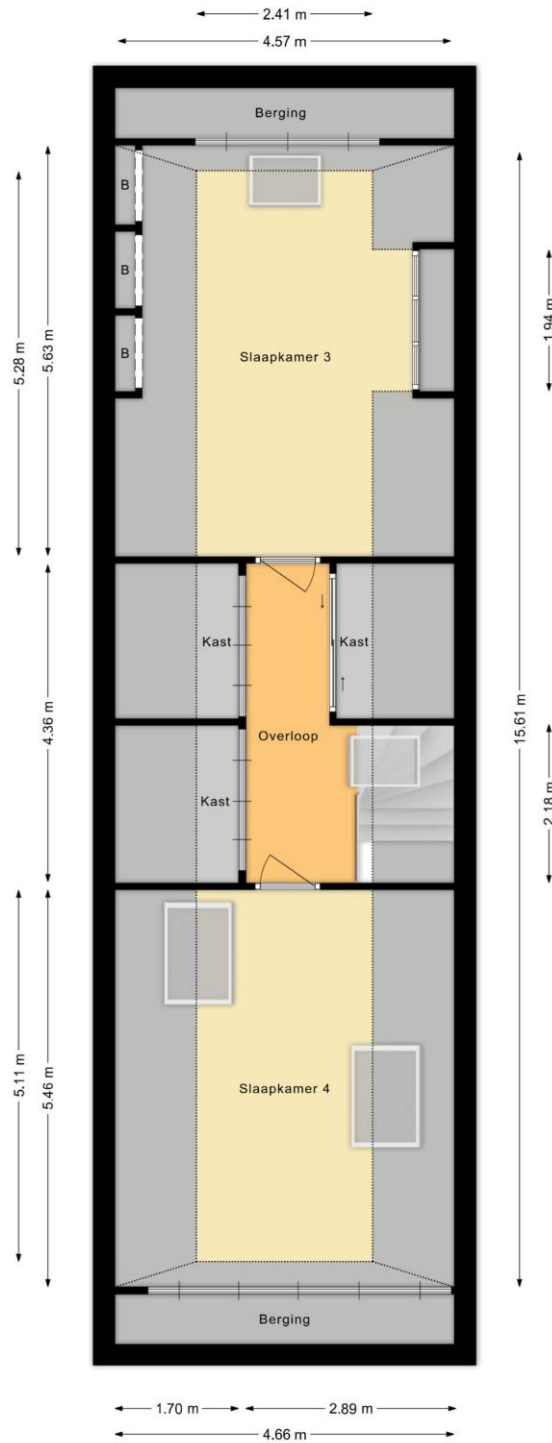 2.41 m
4.57 m
Berging
B
B
B
Slaapkamer 3
5.28 m
5.63 m
1.94 m
Kast
Kast
Overloop
Kast
4.36 m
15.61 m
2.18 m
Slaapkamer 4
5.11 m
5.46 m
Berging
1.70 m
2.89 m
4.66 m